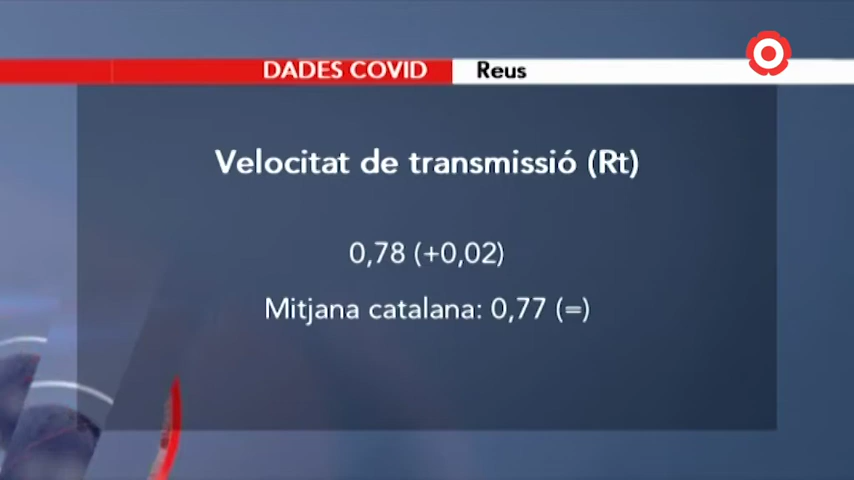 DADES COVID Reus
Velocitat de transmissió (Rt)
0,78 (+0,02)
Mitjana catalana: 0,77 (=)